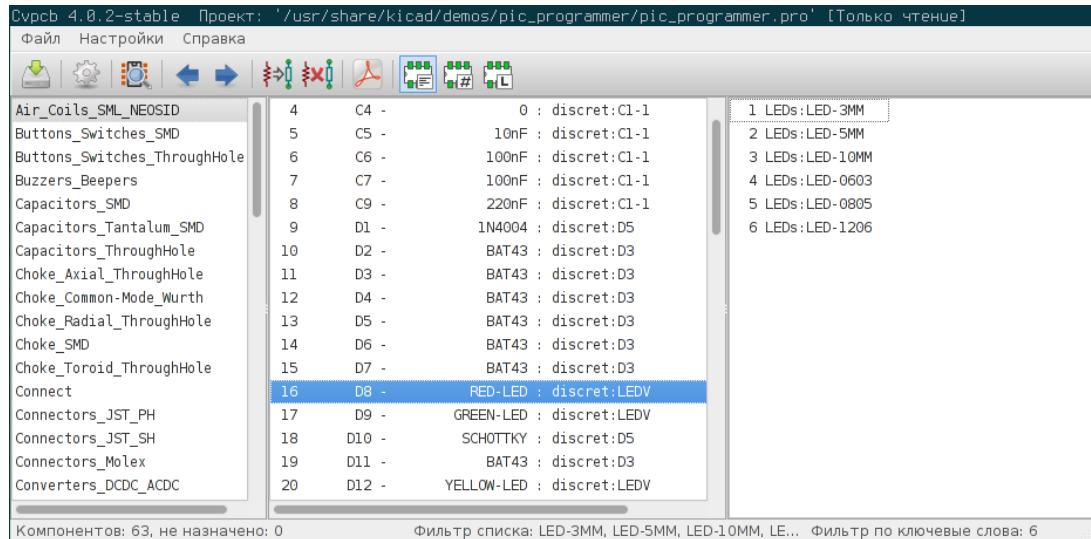 Cvpcb 4.0.2-stable Проект: '/usr/share/kicad/demos/pic_programmer/pic_programmer.pro' [Только чтение]
Файл Настройки Справка
Air_Coils_SML_NEOSID
Buttons_Switches_SMD
Buttons_Switches_ThroughHole
Buzzers_Beepers
Capacitors_SMD
Capacitors_Tantalum_SMD
Capacitors_ThroughHole
Choke_Axial_ThroughHole
Choke_Common-Mode_Wurth
Choke_Radial_ThroughHole
Choke_SMD
Choke_Toroid_ThroughHole
Connect
Connectors_JST_PH
Connectors_JST_SH
Connectors_Molex
Converters_DCDC_ACDC
4 C4 - 0 : discret:C1-1
5 C5 - 10nF : discret:C1-1
6 C6 - 100nF : discret:C1-1
7 C7 - 100nF : discret:C1-1
8 C9 - 220nF : discret:C1-1
9 D1 - 1N4004 : discret:D5
10 D2 - BAT43 : discret:D3
11 D3 - BAT43 : discret:D3
12 D4 - BAT43 : discret:D3
13 D5 - BAT43 : discret:D3
14 D6 - BAT43 : discret:D3
15 D7 - BAT43 : discret:D3
16 D8 - RED-LED : discret:LEDV
17 D9 - GREEN-LED : discret:LEDV
18 D10 - SCHOTTKY : discret:D5
19 D11 - BAT43 : discret:D3
20 D12 - YELLOW-LED : discret:LEDV
1 LEDs:LED-3MM
2 LEDs:LED-5MM
3 LEDs:LED-10MM
4 LEDs:LED-0603
5 LEDs:LED-0805
6 LEDs:LED-1206
Компонентов: 63, не назначено: 0 Фильтр списка: LED-3MM, LED-5MM, LED-10MM, LE... Фильтр по ключевые слова: 6